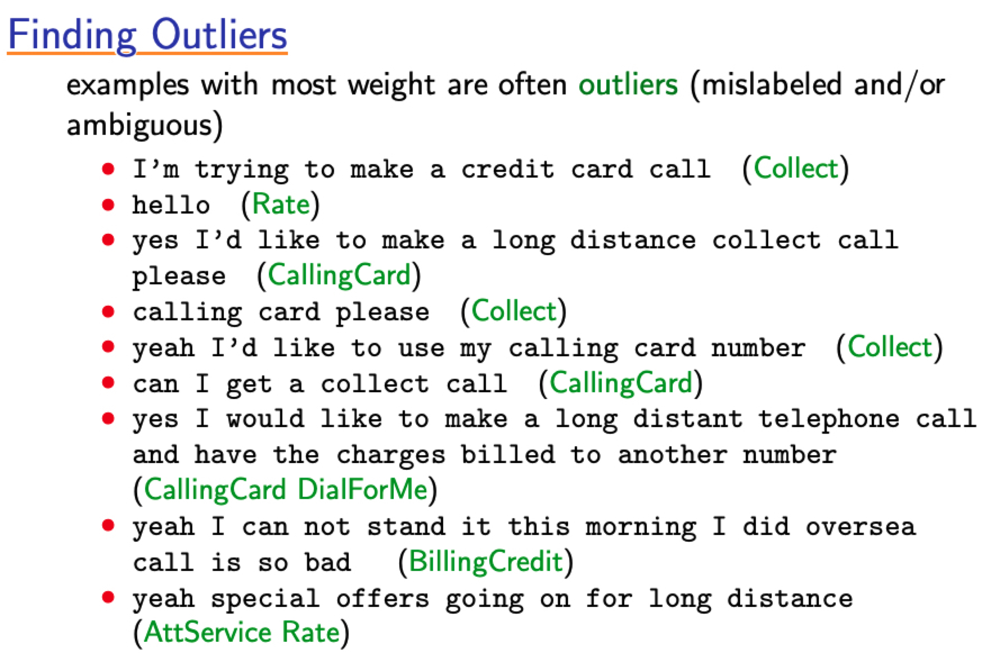 Finding Outliers
examples with most weight are often outliers (mislabeled and/or
ambiguous)
• I'm trying to make a credit card call (Collect)
• hello (Rate)
• yes I'd like to make a long distance collect call
please (CallingCard)
• calling card please (Collect)
• yeah I'd like to use my calling card number (Collect)
• can I get a collect call (CallingCard)
• yes I would like to make a long distant telephone call
and have the charges billed to another number
(CallingCard DialForMe)
• yeah I can not stand it this morning I did oversea
call is so bad (BillingCredit)
• yeah special offers going on for long distance
(AttService Rate)